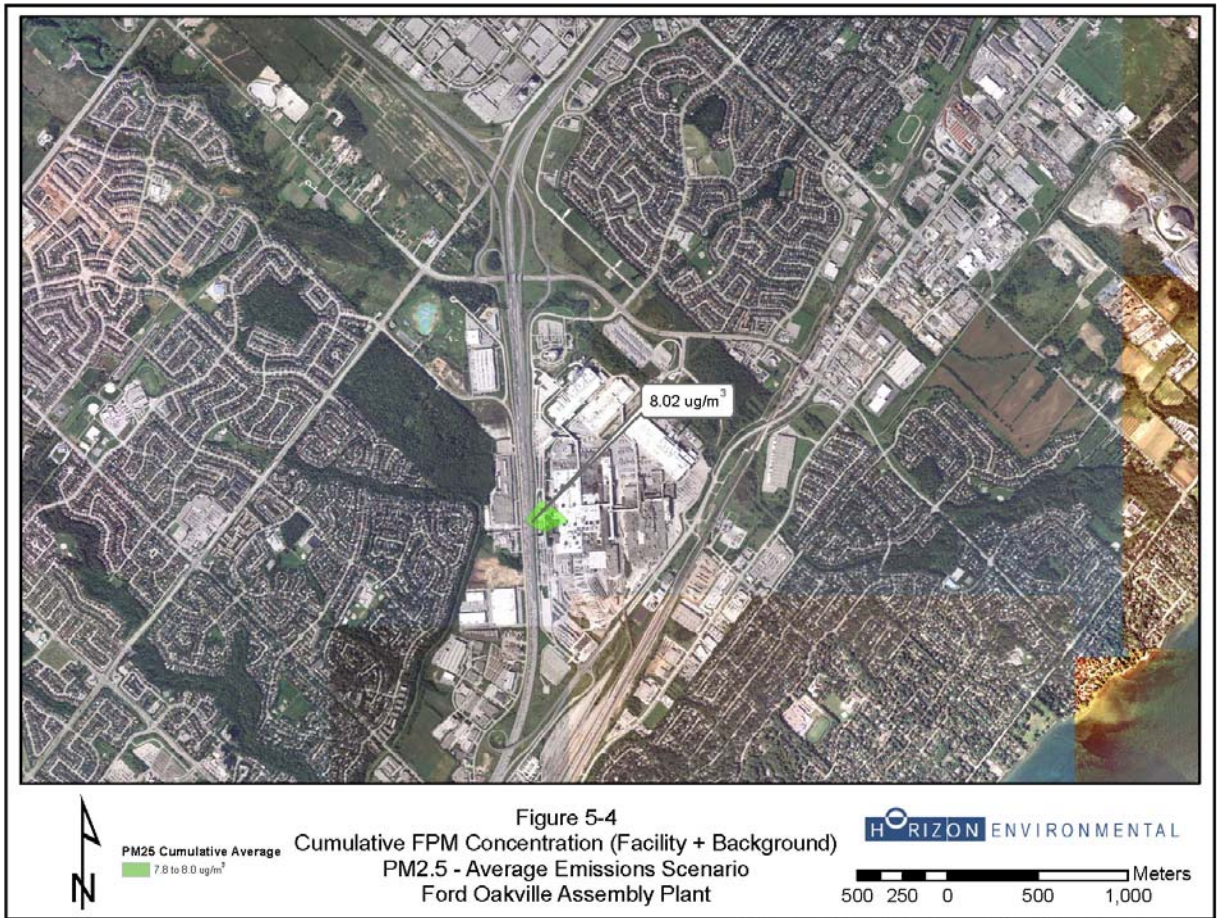 8.02 ug/m³
N
PM25 Cumulative Average
7.8 to 8.0 ug/m³
Figure 5-4
Cumulative FPM Concentration (Facility + Background)
PM2.5 - Average Emissions Scenario
Ford Oakville Assembly Plant
HORIZON ENVIRONMENTAL
Meters
500 250 0 500 1,000